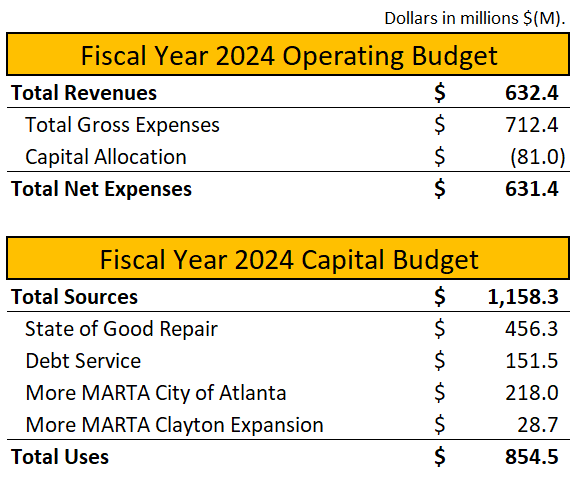 Dollars in millions $(M).
Fiscal Year 2024 Operating Budget
Total Revenues $ 632.4
Total Gross Expenses $ 712.4
Capital Allocation $ (81.0)
Total Net Expenses $ 631.4
Fiscal Year 2024 Capital Budget
Total Sources $ 1,158.3
State of Good Repair $ 456.3
Debt Service $ 151.5
More MARTA City of Atlanta $ 218.0
More MARTA Clayton Expansion $ 28.7
Total Uses $ 854.5